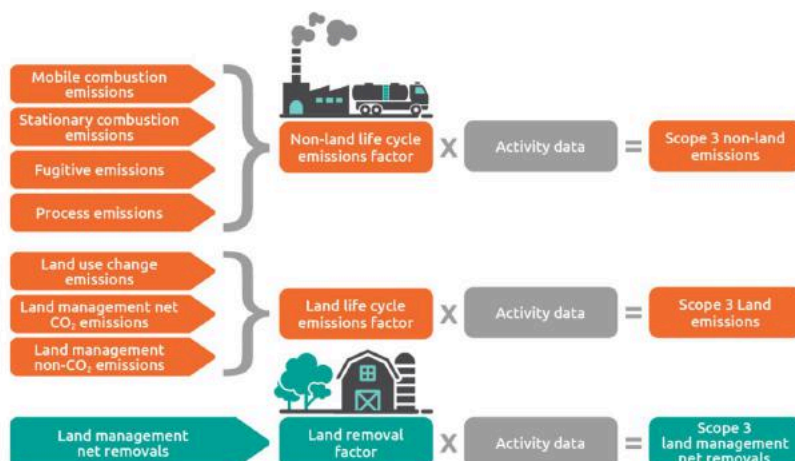 Mobile combustion
emissions
Stationary combustion
emissions
Fugitive emissions
Process emissions
Non-land life cycle
emissions factor
X
Activity data
=
Scope 3 non-land
emissions
Land use change
emissions
Land management net
CO₂ emissions
Land management
non-CO₂ emissions
Land life cycle
emissions factor
X
Activity data
=
Scope 3 Land
emissions
Land management
net removals
Land removal
factor
X
Activity data
=
Scope 3
land management
net removals